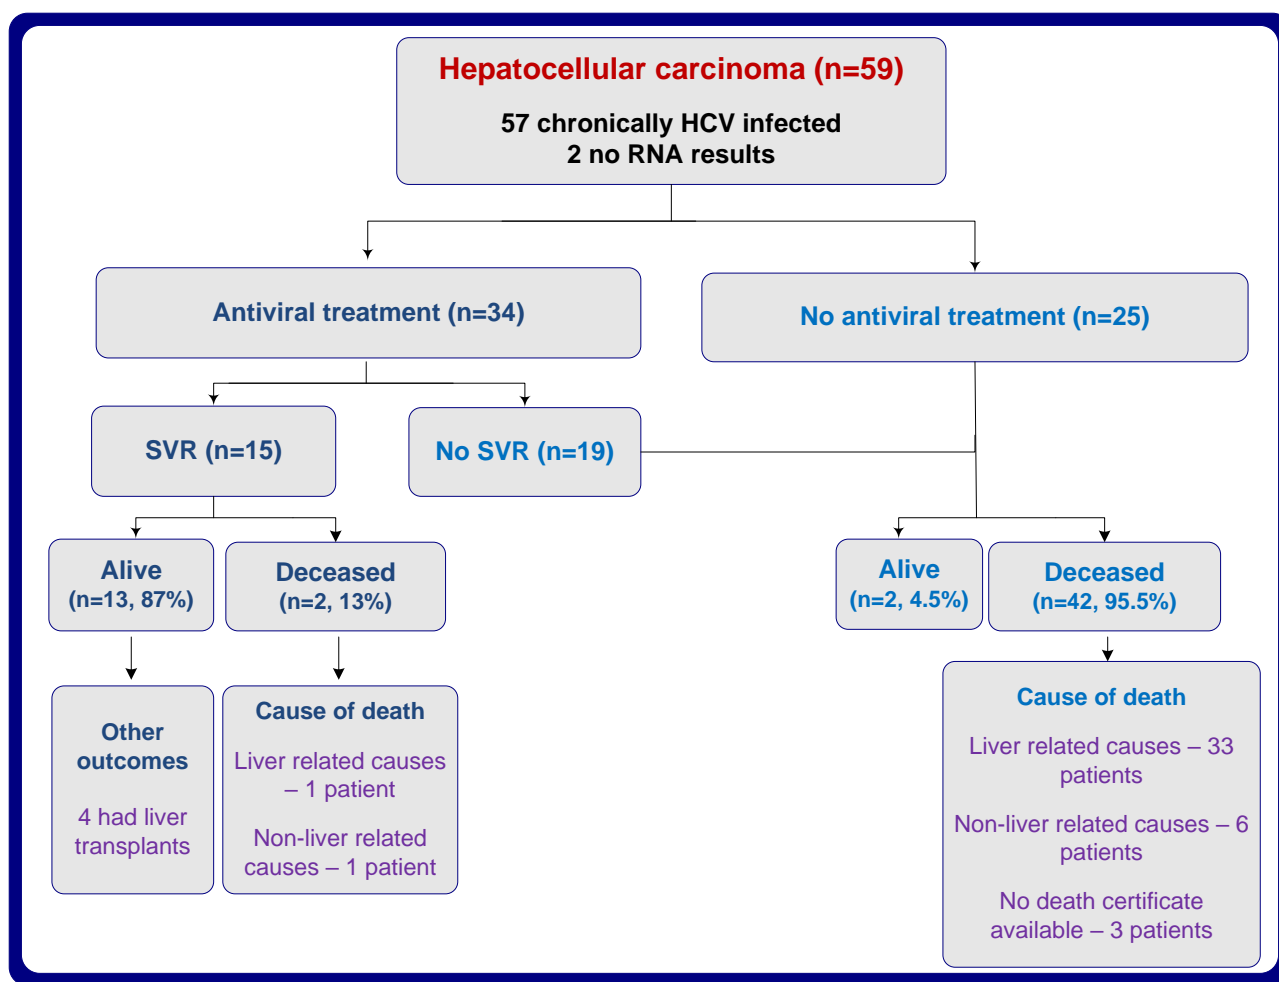 Hepatocellular carcinoma (n=59)
57 chronically HCV infected
2 no RNA results
Antiviral treatment (n=34)
No antiviral treatment (n=25)
SVR (n=15)
No SVR (n=19)
Alive
(n=13, 87%)
Deceased
(n=2, 13%)
Alive
(n=2, 4.5%)
Deceased
(n=42, 95.5%)
Other
outcomes
4 had liver
transplants
Cause of death
Liver related causes
– 1 patient
Non-liver related
causes – 1 patient
Cause of death
Liver related causes – 33
patients
Non-liver related causes – 6
patients
No death certificate
available – 3 patients